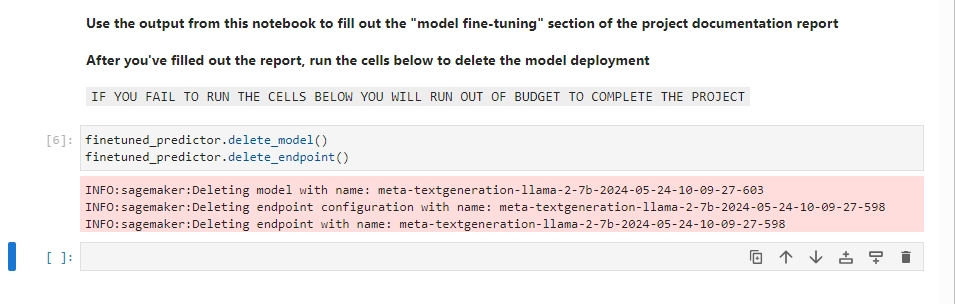 Use the output from this notebook to fill out the "model fine-tuning" section of the project documentation report
After you've filled out the report, run the cells below to delete the model deployment
IF YOU FAIL TO RUN THE CELLS BELOW YOU WILL RUN OUT OF BUDGET TO COMPLETE THE PROJECT
[6]: finetuned_predictor.delete_model()
finetuned_predictor.delete_endpoint()
INFO:sagemaker:Deleting model with name: meta-textgeneration-llama-2-7b-2024-05-24-10-09-27-603
INFO:sagemaker:Deleting endpoint configuration with name: meta-textgeneration-llama-2-7b-2024-05-24-10-09-27-598
INFO:sagemaker:Deleting endpoint with name: meta-textgeneration-llama-2-7b-2024-05-24-10-09-27-598
[ ]: